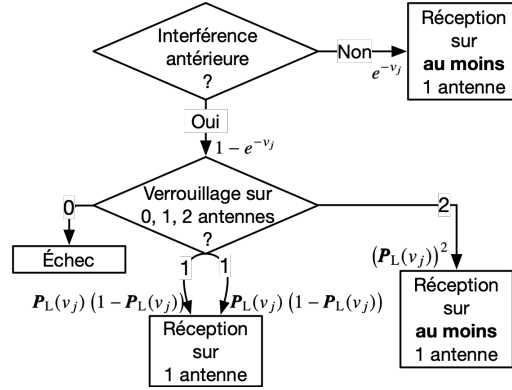 Interférence
antérieure
?
Non
e^{-v_j}
Réception
sur
au moins
1 antenne
Oui
1 − e^{-v_j}
Verrouillage sur
0, 1, 2 antennes
?
0
Échec
1
1
2
P_L(v_j) (1 − P_L(v_j))
P_L(v_j) (1 − P_L(v_j))
(P_L(v_j))^2
Réception
sur
1 antenne
Réception
sur
au moins
1 antenne